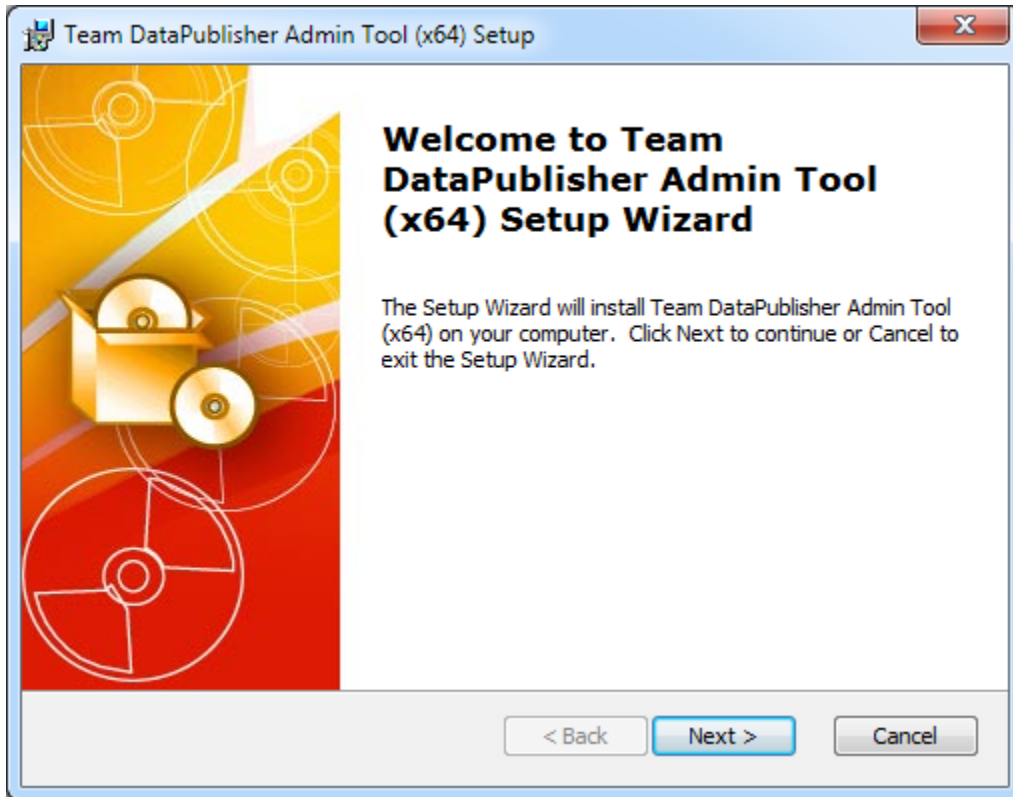 Team DataPublisher Admin Tool (x64) Setup
Welcome to Team
DataPublisher Admin Tool
(x64) Setup Wizard
The Setup Wizard will install Team DataPublisher Admin Tool
(x64) on your computer.  Click Next to continue or Cancel to
exit the Setup Wizard.
< Back Next > Cancel